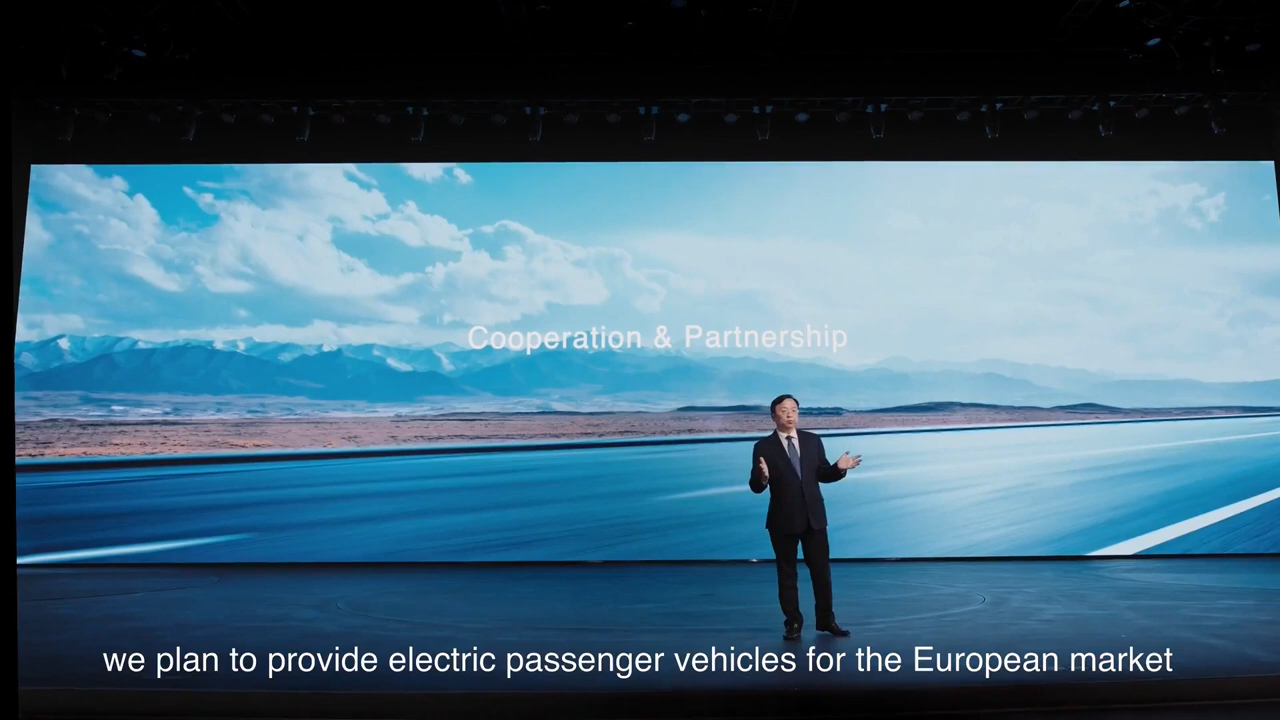 Cooperation & Partnership
we plan to provide electric passenger vehicles for the European market